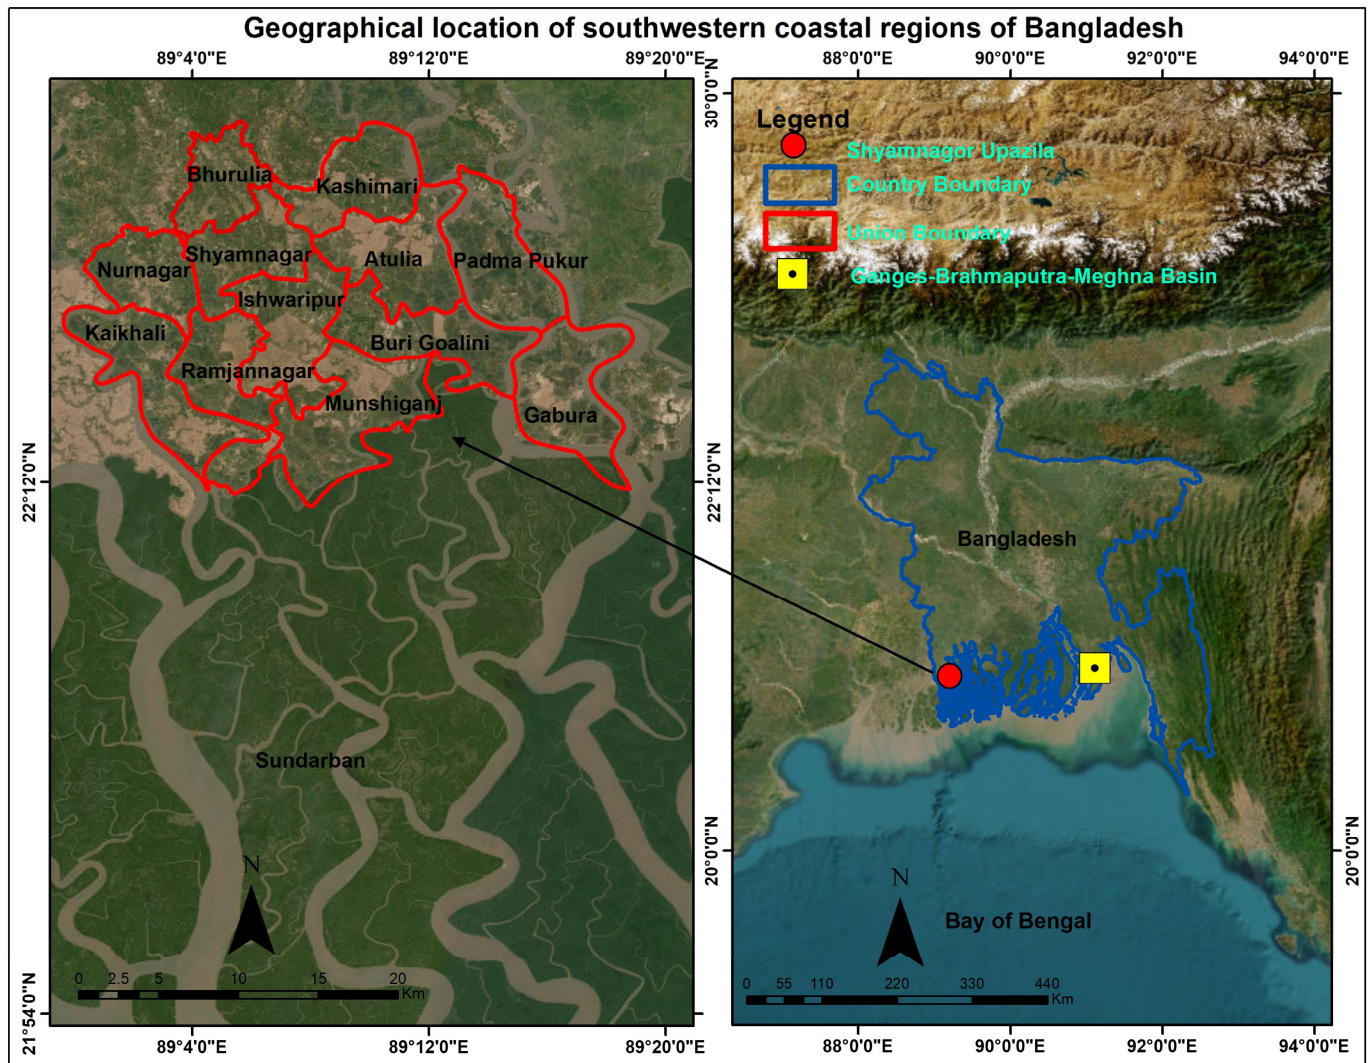 Geographical location of southwestern coastal regions of Bangladesh
89°4'0"E
89°12'0"E
89°20'0"E
88°0'0"E
90°0'0"E
92°0'0"E
94°0'0"E
Bhurulia
Kashimari
Shyamnagar
Nurnagar
Atulia
Padma Pukur
Ishwaripur
Kaikhali
Buri Goalini
Ramjannagar
Munshiganj
Gabura
Sundarban
N
0 2.5 5 10 15 20
Km
22°12'0"N
21°54'0"N
Legend
Shyamnagor Upazila
Country Boundary
Union Boundary
Ganges-Brahmaputra-Meghna Basin
Bangladesh
N
Bay of Bengal
0 55 110 220 330 440
Km
30°0'0"N
22°12'0"N
20°0'0"N
20°0'0"N
30°0'0"N
89°4'0"E
89°12'0"E
89°20'0"E
88°0'0"E
90°0'0"E
92°0'0"E
94°0'0"E